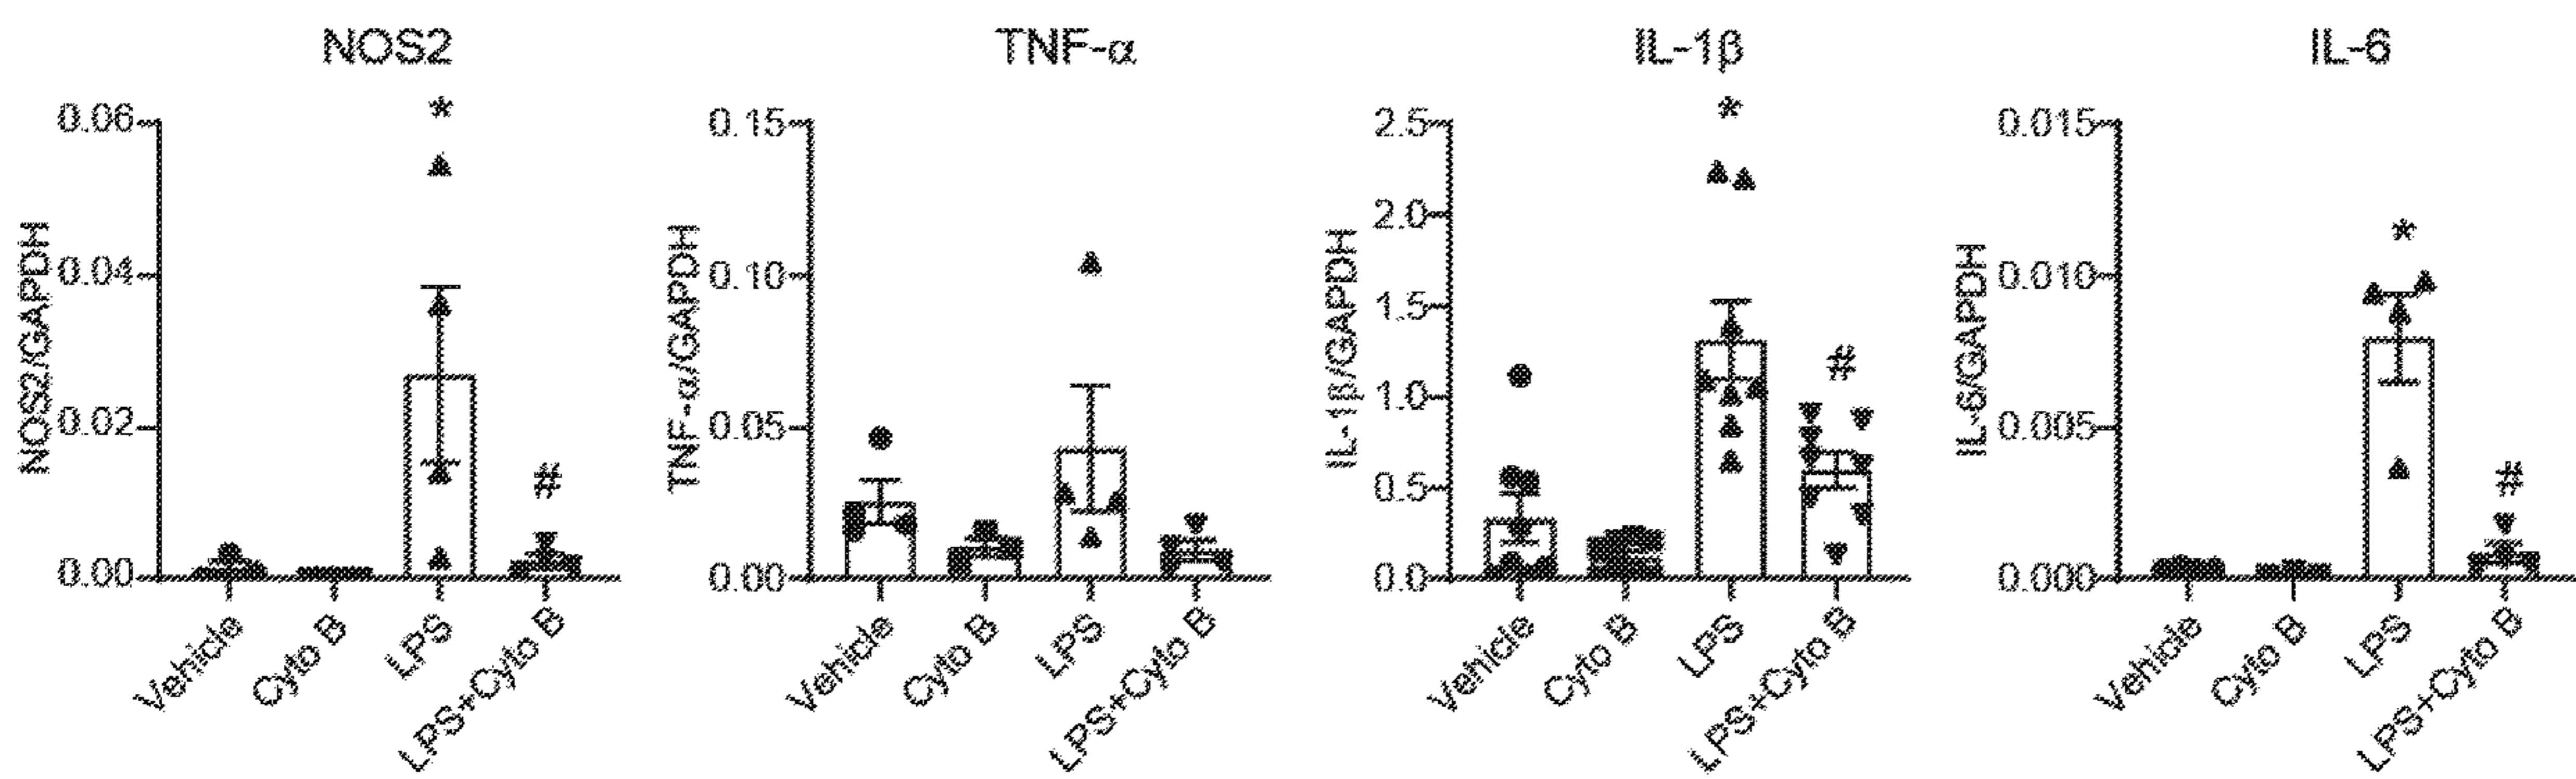 NOS2
NOS2/GAPDH
0.06
*
0.04
0.02
#
0.00
Vehicle
Cyto B
LPS
LPS+Cyto B
TNF-α
TNF-α/GAPDH
0.15
0.10
0.05
0.00
Vehicle
Cyto B
LPS
LPS+Cyto B
IL-1β
IL-1β/GAPDH
2.5
*
2.0
1.5
#
1.0
0.5
0.0
Vehicle
Cyto B
LPS
LPS+Cyto B
IL-6
IL-6/GAPDH
0.015
*
0.010
0.005
#
0.000
Vehicle
Cyto B
LPS
LPS+Cyto B